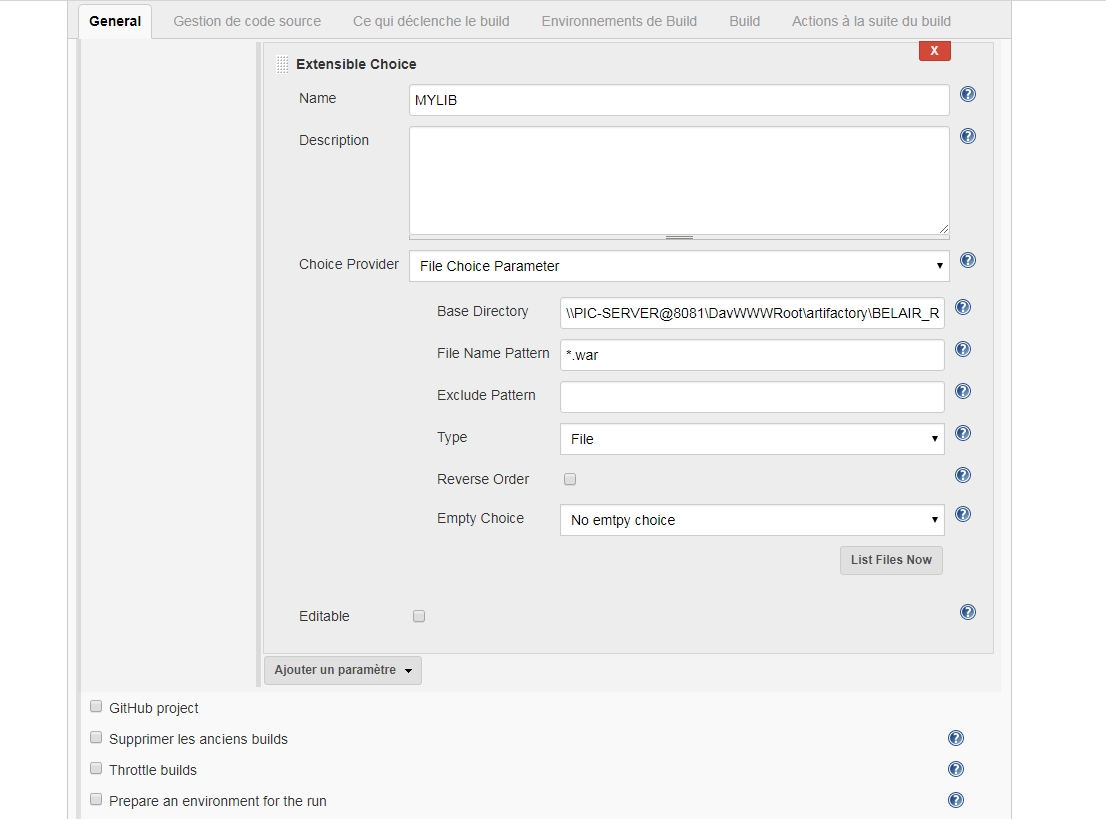 General Gestion de code source Ce qui déclenche le build Environnements de Build Build Actions à la suite du build
X
Extensible Choice
Name MYLIB
Description
Choice Provider File Choice Parameter
Base Directory \\PIC-SERVER@8081\DavWWWRoot\artifactory\BELAIR_R
File Name Pattern *.war
Exclude Pattern
Type File
Reverse Order
Empty Choice No emtpy choice
List Files Now
Editable
Ajouter un paramètre
GitHub project
Supprimer les anciens builds
Throttle builds
Prepare an environment for the run